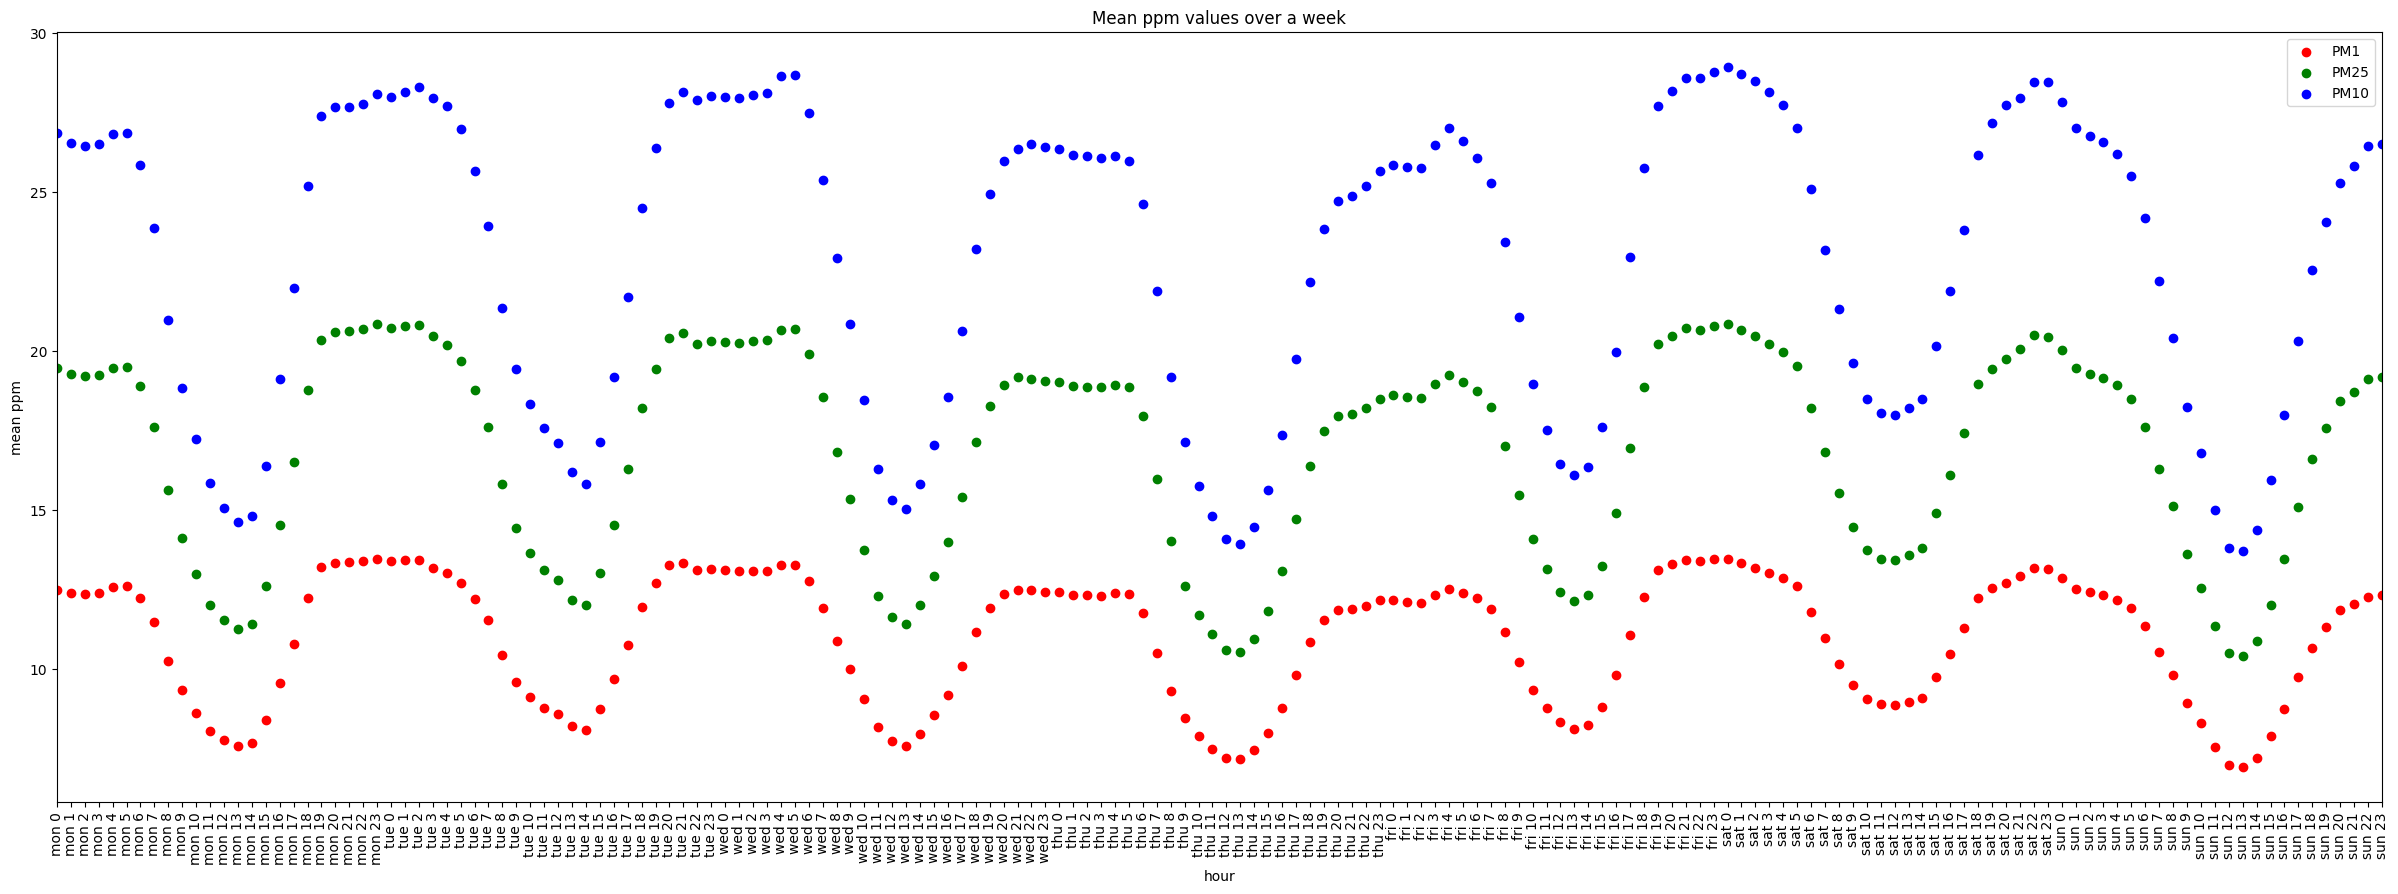 Mean ppm values over a week
30
25
20
15
10
mean ppm
PM1
PM25
PM10
mon 0
mon 1
mon 2
mon 3
mon 4
mon 5
mon 6
mon 7
mon 8
mon 9
mon 10
mon 11
mon 12
mon 13
mon 14
mon 15
mon 16
mon 17
mon 18
mon 19
mon 20
mon 21
mon 22
mon 23
tue 0
tue 1
tue 2
tue 3
tue 4
tue 5
tue 6
tue 7
tue 8
tue 9
tue 10
tue 11
tue 12
tue 13
tue 14
tue 15
tue 16
tue 17
tue 18
tue 19
tue 20
tue 21
tue 22
tue 23
wed 0
wed 1
wed 2
wed 3
wed 4
wed 5
wed 6
wed 7
wed 8
wed 9
wed 10
wed 11
wed 12
wed 13
wed 14
wed 15
wed 16
wed 17
wed 18
wed 19
wed 20
wed 21
wed 22
wed 23
thu 0
thu 1
thu 2
thu 3
thu 4
thu 5
thu 6
thu 7
thu 8
thu 9
thu 10
thu 11
thu 12
thu 13
thu 14
thu 15
thu 16
thu 17
thu 18
thu 19
thu 20
thu 21
thu 22
thu 23
fri 0
fri 1
fri 2
fri 3
fri 4
fri 5
fri 6
fri 7
fri 8
fri 9
fri 10
fri 11
fri 12
fri 13
fri 14
fri 15
fri 16
fri 17
fri 18
fri 19
fri 20
fri 21
fri 22
fri 23
sat 0
sat 1
sat 2
sat 3
sat 4
sat 5
sat 6
sat 7
sat 8
sat 9
sat 10
sat 11
sat 12
sat 13
sat 14
sat 15
sat 16
sat 17
sat 18
sat 19
sat 20
sat 21
sat 22
sat 23
sun 0
sun 1
sun 2
sun 3
sun 4
sun 5
sun 6
sun 7
sun 8
sun 9
sun 10
sun 11
sun 12
sun 13
sun 14
sun 15
sun 16
sun 17
sun 18
sun 19
sun 20
sun 21
sun 22
sun 23
hour